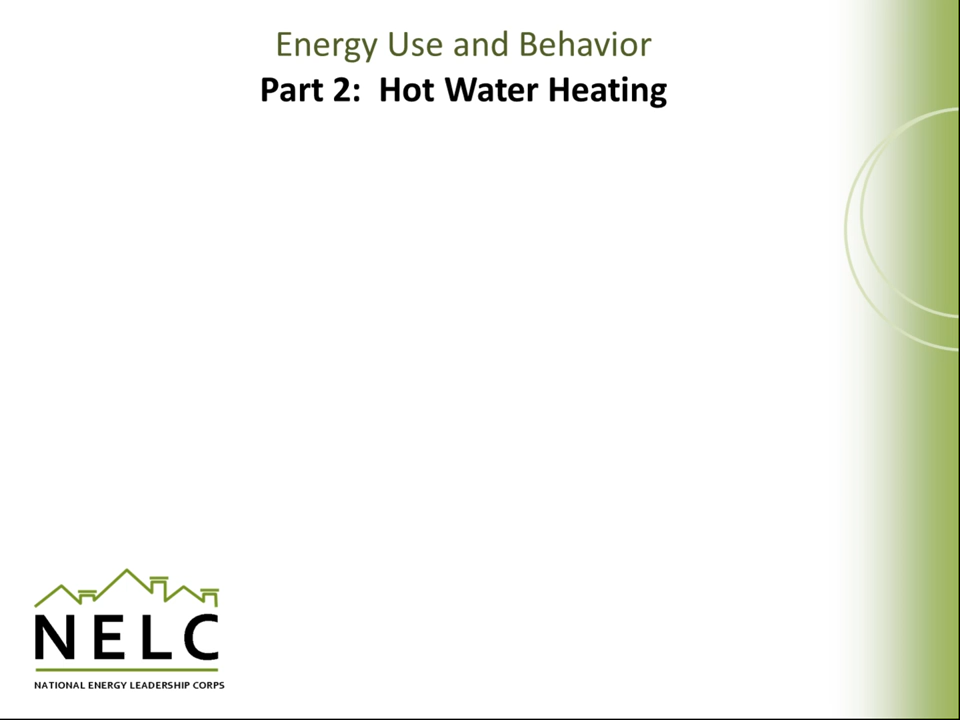 Energy Use and Behavior
Part 2: Hot Water Heating
NELC
NATIONAL ENERGY LEADERSHIP CORPS